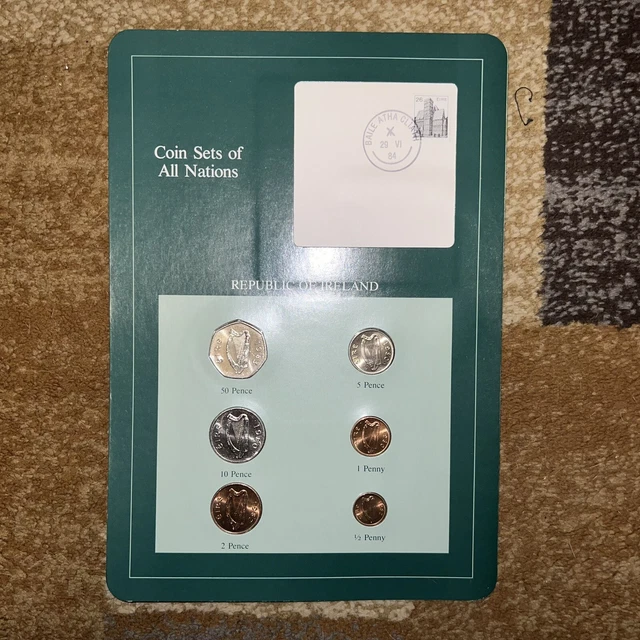 Coin Sets of
All Nations
BAILE ATHA CLIATH
29 VI
84
REPUBLIC OF IRELAND
50 Pence
5 Pence
10 Pence
1 Penny
2 Pence
½ Penny